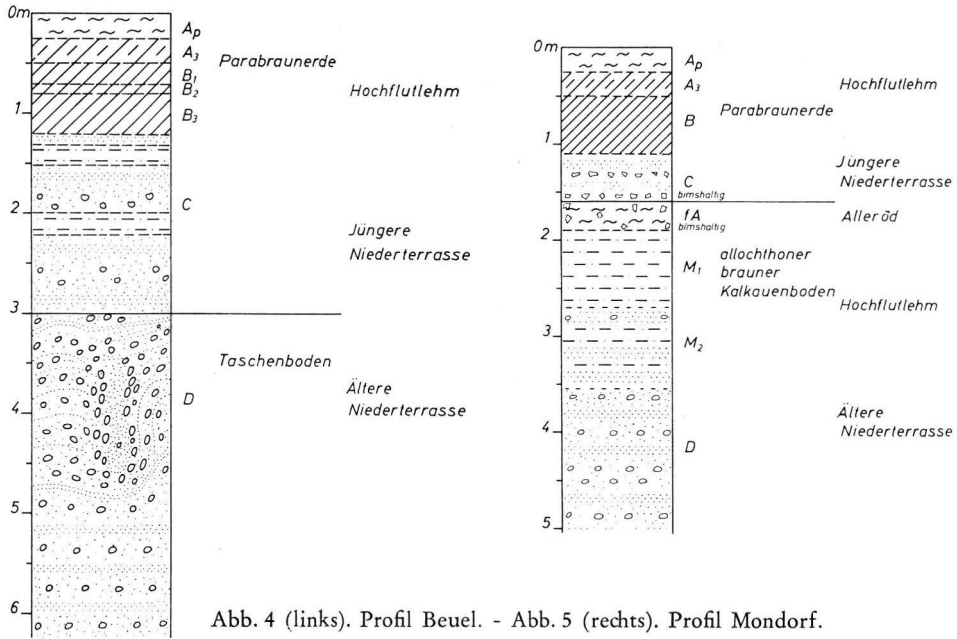 0m
Ap
A3
Parabraunerde
B1
B2
Hochflutlehm
1
B3
C
2
Jüngere
Niederterrasse
3
Taschenboden
D
Ältere
Niederterrasse
4
5
6
0m
Ap
A3
Hochflutlehm
B
Parabraunerde
1
Jüngere
Niederterrasse
C
bimshaltig
fA
bimshaltig
Alleröd
2
M1
allochthoner
brauner
Kalkauenboden
Hochflutlehm
3
M2
Ältere
Niederterrasse
4
D
5
Abb. 4 (links). Profil Beuel. - Abb. 5 (rechts). Profil Mondorf.